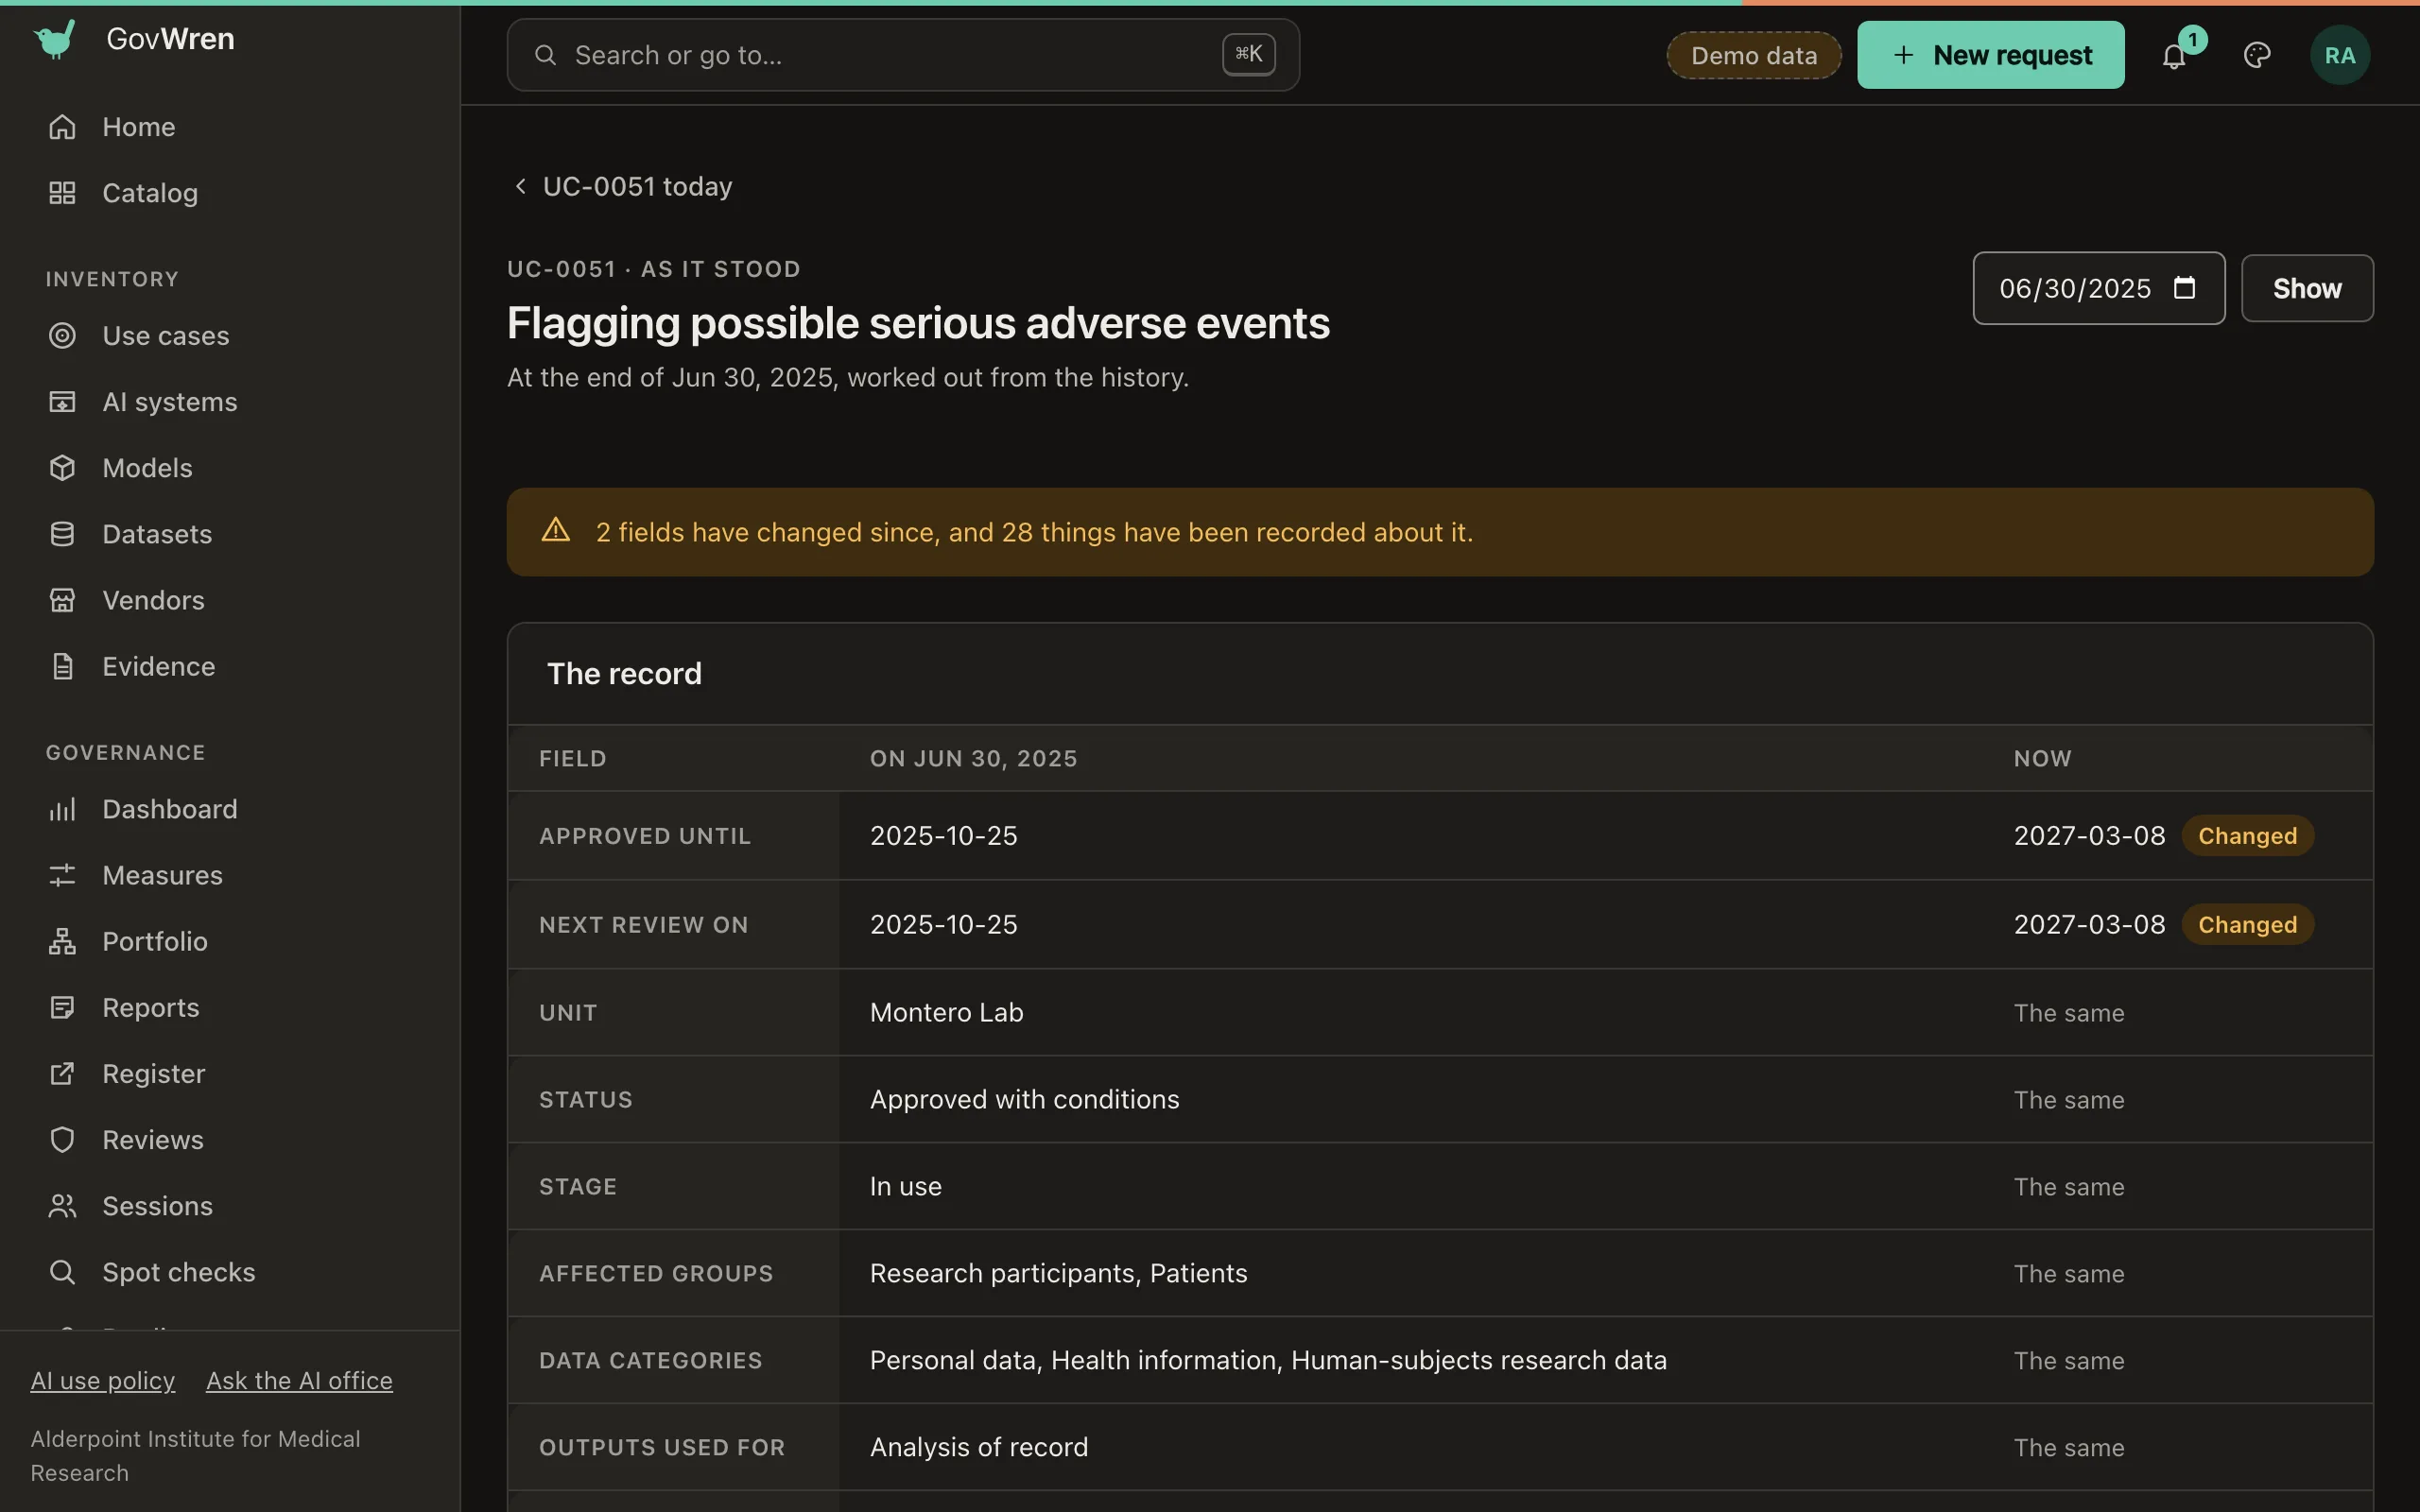 GovWren
Search or go to...
⌘K
Demo data
+ New request
1
RA
Home
Catalog
INVENTORY
Use cases
AI systems
Models
Datasets
Vendors
Evidence
GOVERNANCE
Dashboard
Measures
Portfolio
Reports
Register
Reviews
Sessions
Spot checks
AI use policy
Ask the AI office
Alderpoint Institute for Medical
Research
UC-0051 today
UC-0051 · AS IT STOOD
Flagging possible serious adverse events
At the end of Jun 30, 2025, worked out from the history.
06/30/2025
Show
2 fields have changed since, and 28 things have been recorded about it.
The record
FIELD ON JUN 30, 2025 NOW
APPROVED UNTIL 2025-10-25 2027-03-08 Changed
NEXT REVIEW ON 2025-10-25 2027-03-08 Changed
UNIT Montero Lab The same
STATUS Approved with conditions The same
STAGE In use The same
AFFECTED GROUPS Research participants, Patients The same
DATA CATEGORIES Personal data, Health information, Human-subjects research data The same
OUTPUTS USED FOR Analysis of record The same